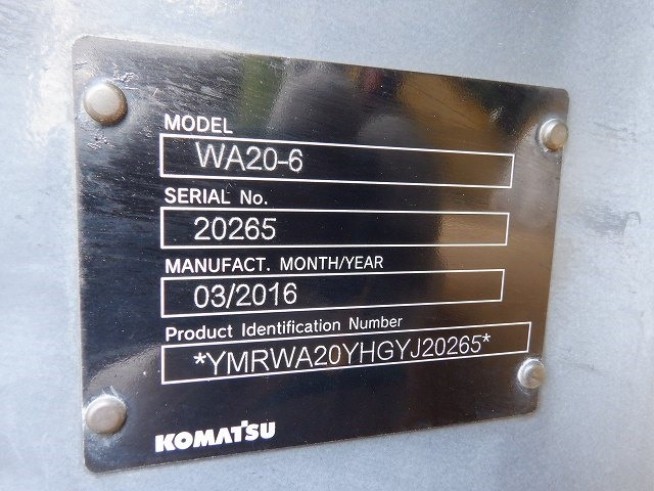 MODEL
WA20-6
SERIAL No.
20265
MANUFACT. MONTH/YEAR
03/2016
Product Identification Number
*YMRWA20YHGYJ20265*
KOMATSU